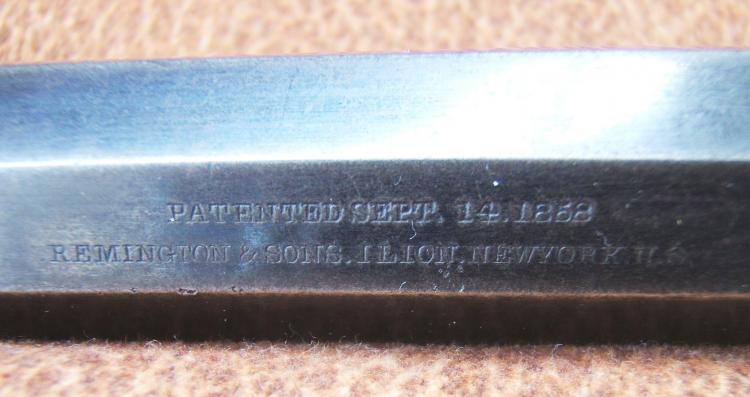 PATENTED SEPT. 14. 1858
REMINGTON & SONS. ILION. NEWYORK U.S.